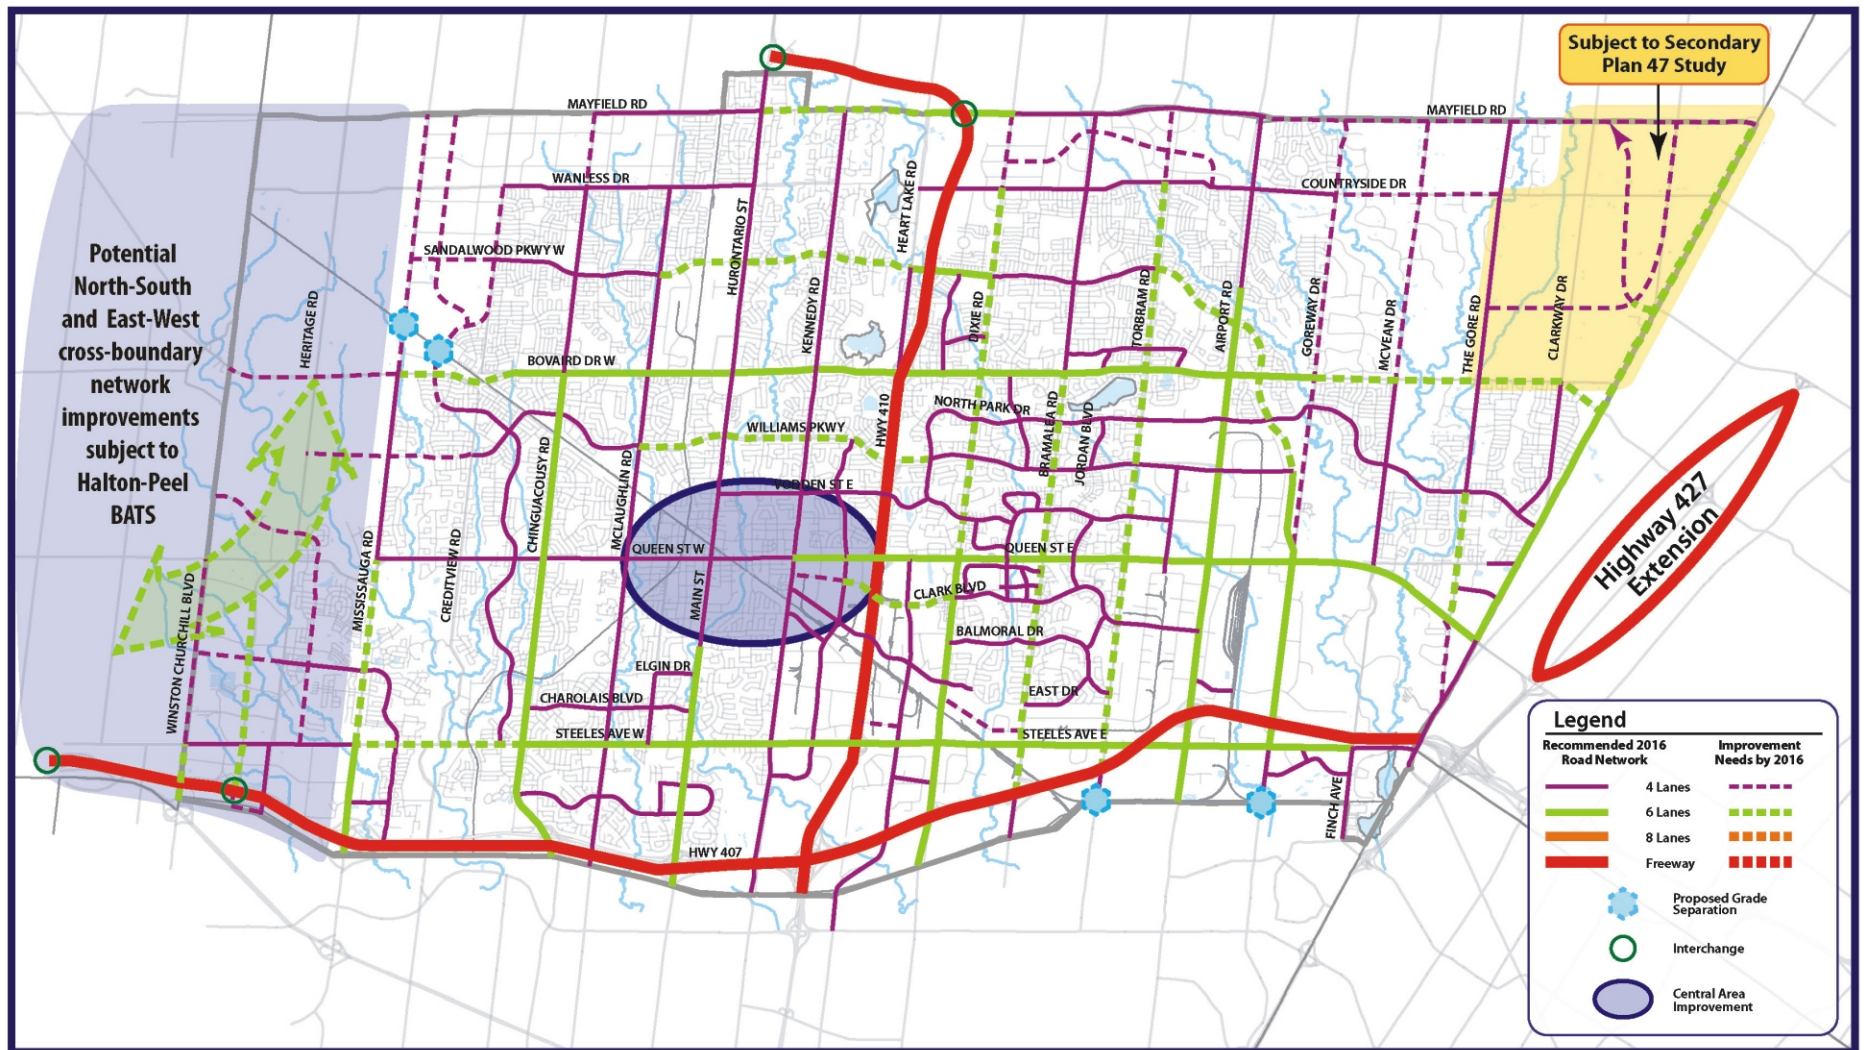 Subject to Secondary
Plan 47 Study
MAYFIELD RD
MAYFIELD RD
WANLESS DR
COUNTRYSIDE DR
HEART LAKE RD
HURONTARIO ST
SANDALWOOD PKWY W
Potential
North-South
and East-West
cross-boundary
network
improvements
subject to
Halton-Peel
BATS
HERITAGE RD
KENNEDY RD
DIXIE RD
TORBRAM RD
AIRPORT RD
GOREWAY DR
MCVEAN DR
THE GORE RD
CLARKWAY DR
BOVAIRD DR W
HWY 410
NORTH PARK DR
BRAMALEA RD
JORDAN BLVD
WILLIAMS PKWY
CHINGUACOUSY RD
MCLAUGHLIN RD
VODDEN ST E
Highway 427
Extension
MISSISSAUGA RD
CREDITVIEW RD
QUEEN ST W
QUEEN ST E
MAIN ST
CLARK BLVD
WINSTON CHURCHILL BLVD
BALMORAL DR
ELGIN DR
CHAROLAIS BLVD
EAST DR
STEELES AVE W
STEELES AVE E
FINCH AVE
HWY 407
Legend
Recommended 2016
Road Network
Improvement
Needs by 2016
4 Lanes
6 Lanes
8 Lanes
Freeway
Proposed Grade
Separation
Interchange
Central Area
Improvement